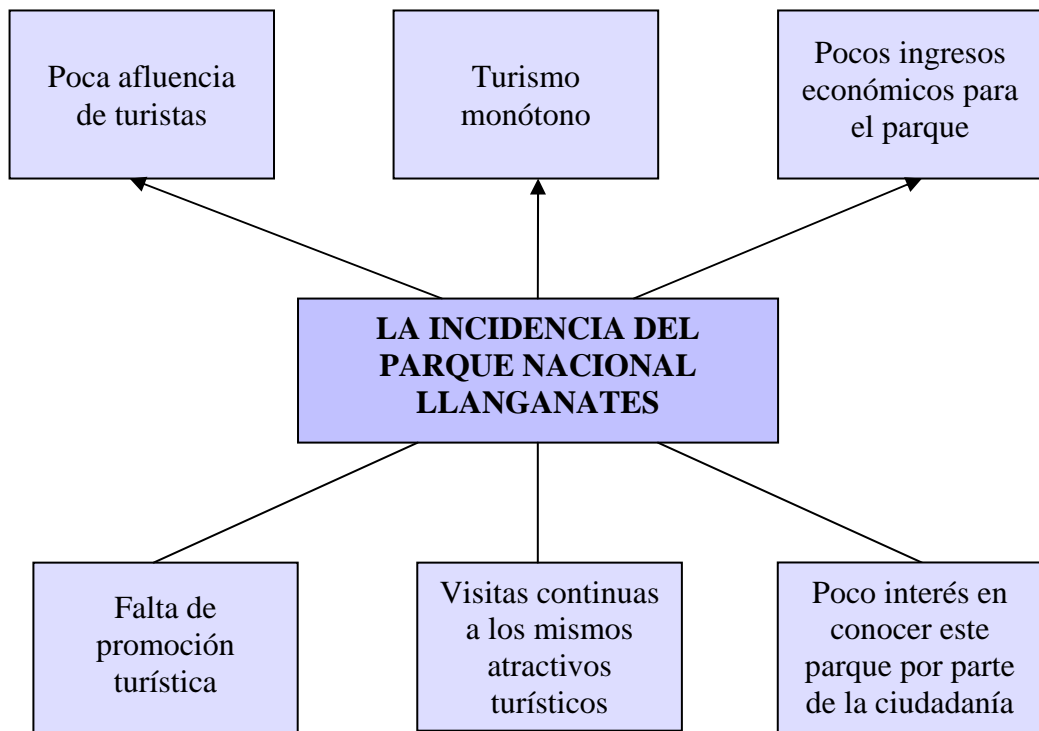 Poca afluencia
de turistas
Turismo
monótono
Pocos ingresos
económicos para
el parque
LA INCIDENCIA DEL
PARQUE NACIONAL
LLANGANATES
Falta de
promoción
turística
Visitas continuas
a los mismos
atractivos
turísticos
Poco interés en
conocer este
parque por parte
de la ciudadanía